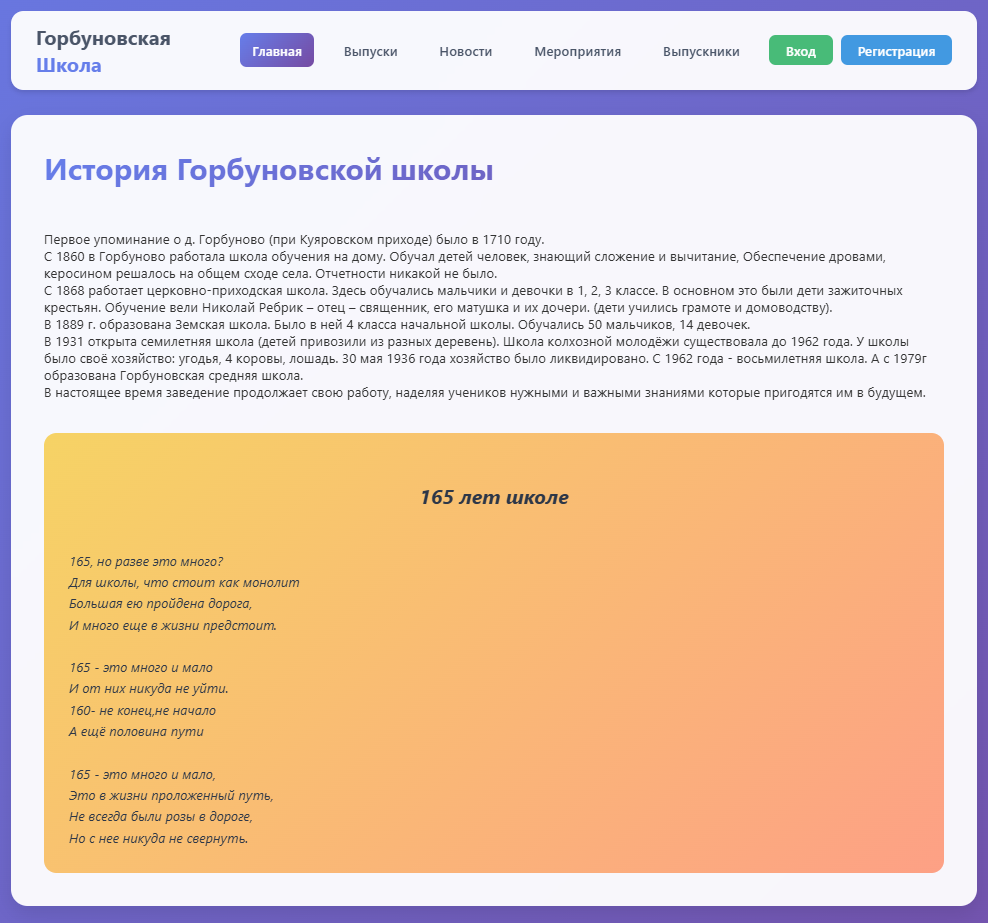 Горбуновская
Школа
Главная
Выпуски
Новости
Мероприятия
Выпускники
Вход
Регистрация
История Горбуновской школы
Первое упоминание о д. Горбуново (при Куяровском приходе) было в 1710 году.
С 1860 в Горбуново работала школа обучения на дому. Обучал детей человек, знающий сложение и вычитание, Обеспечение дровами,
керосином решалось на общем сходе села. Отчетности никакой не было.
С 1868 работает церковно-приходская школа. Здесь обучались мальчики и девочки в 1, 2, 3 классе. В основном это были дети зажиточных
крестьян. Обучение вели Николай Ребрик – отец – священник, его матушка и их дочери. (дети учились грамоте и домоводству).
В 1889 г. образована Земская школа. Было в ней 4 класса начальной школы. Обучались 50 мальчиков, 14 девочек.
В 1931 открыта семилетняя школа (детей привозили из разных деревень). Школа колхозной молодёжи существовала до 1962 года. У школы
было своё хозяйство: угодья, 4 коровы, лошадь. 30 мая 1936 года хозяйство было ликвидировано. С 1962 года - восьмилетняя школа. А с 1979г
образована Горбуновская средняя школа.
В настоящее время заведение продолжает свою работу, наделяя учеников нужными и важными знаниями которые пригодятся им в будущем.
165 лет школе
165, но разве это много?
Для школы, что стоит как монолит
Большая ею пройдена дорога,
И много еще в жизни предстоит.
165 - это много и мало
И от них никуда не уйти.
160- не конец,не начало
А ещё половина пути
165 - это много и мало,
Это в жизни проложенный путь,
Не всегда были розы в дороге,
Но с нее никуда не свернуть.